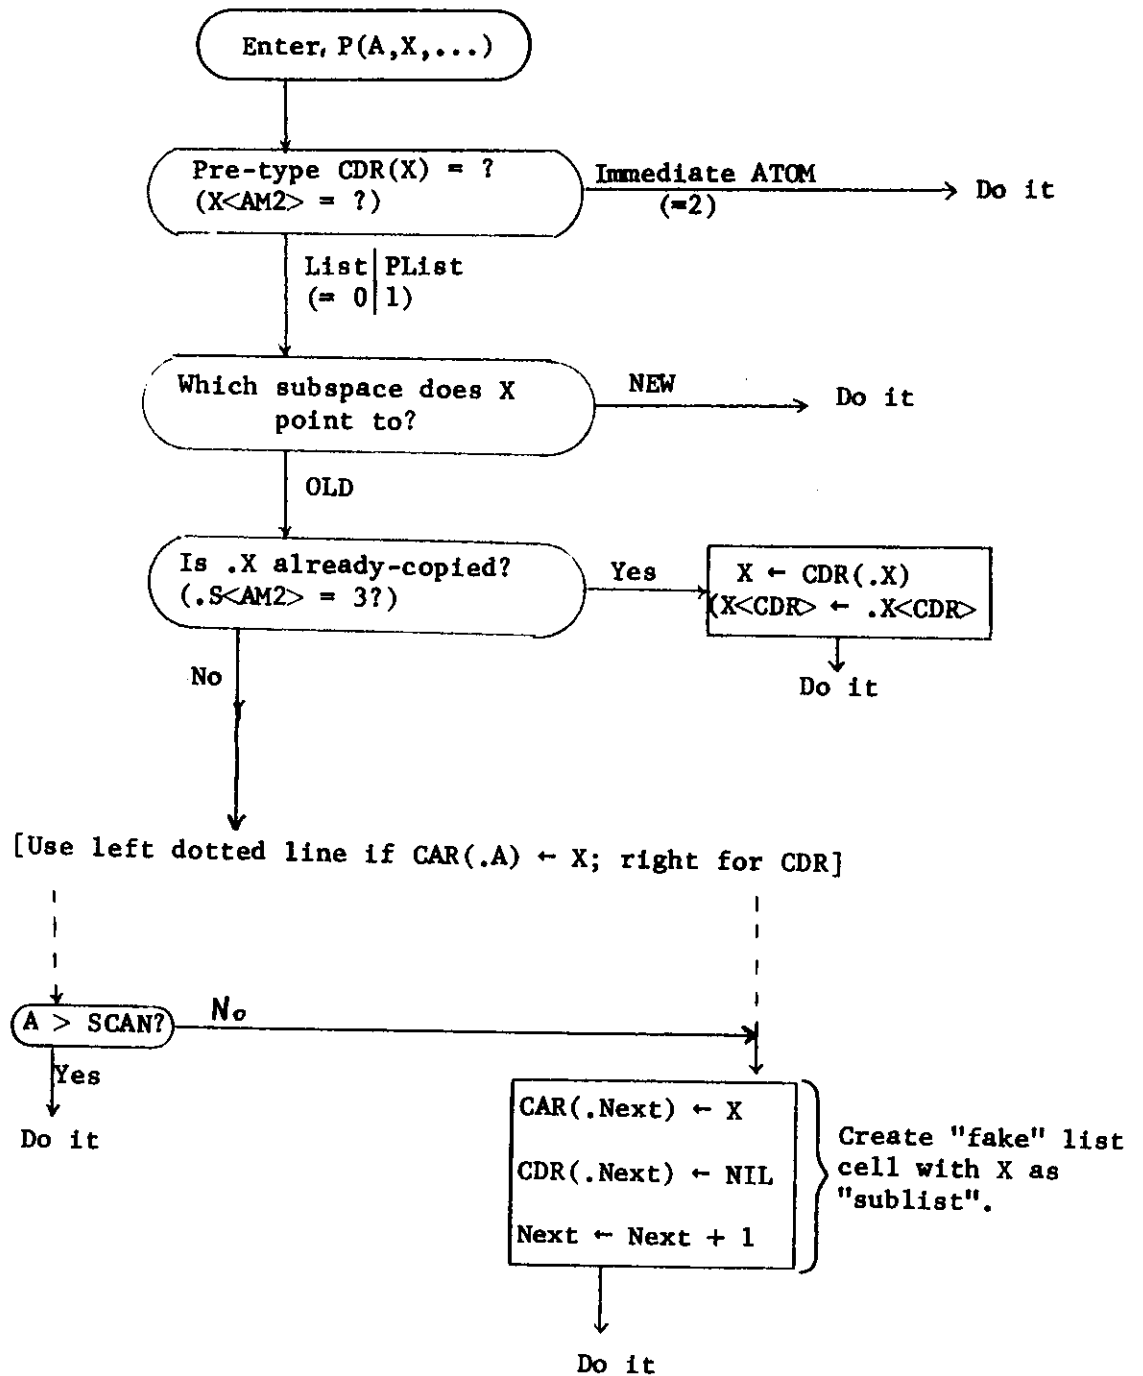 Enter, P(A,X,...)
Pre-type CDR(X) = ?
(X<AM2> = ?)
Immediate ATOM
(=2)
Do it
List|PList
(= 0|1)
Which subspace does X
point to?
NEW
Do it
OLD
Is .X already-copied?
(.S<AM2> = 3?)
Yes
X ← CDR(.X)
(X<CDR> ← .X<CDR>
Do it
No
[Use left dotted line if CAR(.A) ← X; right for CDR]
A > SCAN?
No
Yes
Do it
CAR(.Next) ← X
CDR(.Next) ← NIL
Next ← Next + 1
Create "fake" list
cell with X as
"sublist".
Do it